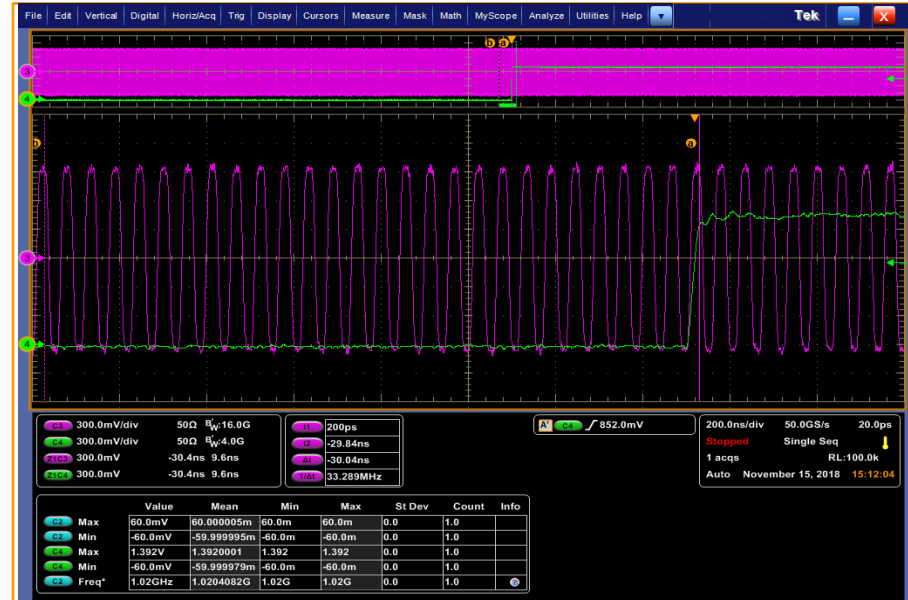 File Edit Vertical Digital Horiz/Acq Trig Display Cursors Measure Mask Math MyScope Analyze Utilities Help Tek X
b a
3
4
b a
3
4
C3 300.0mV/div 50Ω BW:16.0G
C4 300.0mV/div 50Ω BW:4.0G
Z1C3 300.0mV -30.4ns 9.6ns
Z1C4 300.0mV -30.4ns 9.6ns
t1 200ps
t2 -29.84ns
Δt -30.04ns
1/Δt 33.289MHz
A' C4 852.0mV
200.0ns/div 50.0GS/s 20.0ps
Stopped Single Seq
1 acqs RL:100.0k
Auto November 15, 2018 15:12:04
Value Mean Min Max St Dev Count Info
C2 Max 60.0mV 60.000005m 60.0m 60.0m 0.0 1.0
C2 Min -60.0mV -59.999995m -60.0m -60.0m 0.0 1.0
C4 Max 1.392V 1.3920001 1.392 1.392 0.0 1.0
C4 Min -60.0mV -59.999979m -60.0m -60.0m 0.0 1.0
C2 Freq* 1.02GHz 1.0204082G 1.02G 1.02G 0.0 1.0